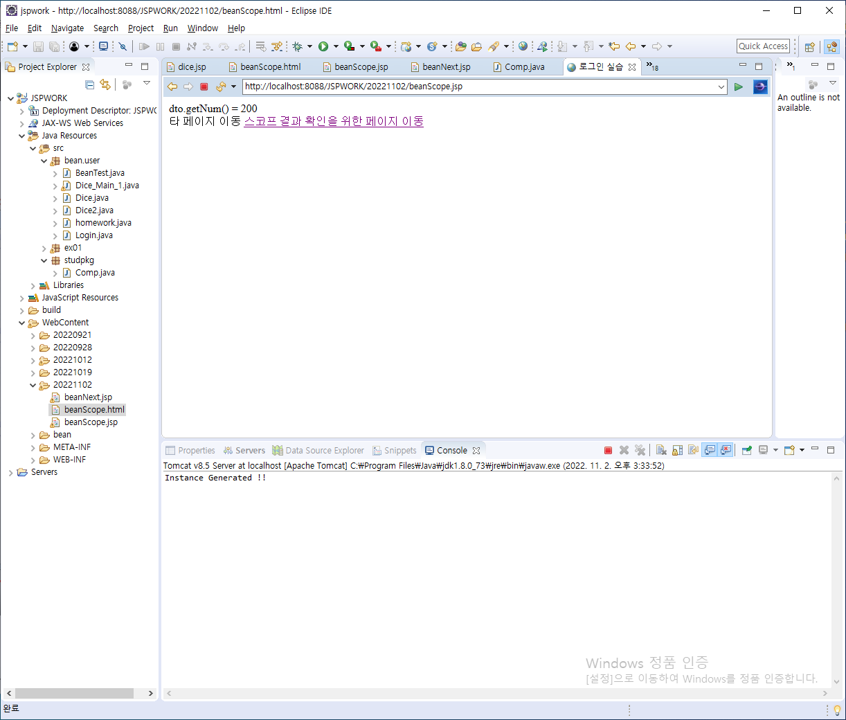 jspwork - http://localhost:8088/JSPWORK/20221102/beanScope.html - Eclipse IDE
File Edit Navigate Search Project Run Window Help
Quick Access
Project Explorer
dice.jsp beanScope.html beanScope.jsp beanNext.jsp Comp.java 로그인 실습 »18
»1
http://localhost:8088/JSPWORK/20221102/beanScope.jsp
An outline is not
available.
dto.getNum() = 200
타 페이지 이동 스코프 결과 확인을 위한 페이지 이동
JSPWORK
Deployment Descriptor: JSPWO
JAX-WS Web Services
Java Resources
src
bean.user
BeanTest.java
Dice_Main_1.java
Dice.java
Dice2.java
homework.java
Login.java
ex01
studpkg
Comp.java
Libraries
JavaScript Resources
build
WebContent
20220921
20220928
20221012
20221019
20221102
beanNext.jsp
beanScope.html
beanScope.jsp
bean
META-INF
WEB-INF
Servers
Properties Servers Data Source Explorer Snippets Console
Tomcat v8.5 Server at localhost [Apache Tomcat] C:₩Program Files₩Java₩jdk1.8.0_73₩jre₩bin₩javaw.exe (2022. 11. 2. 오후 3:33:52)
Instance Generated !!
Windows 정품 인증
[설정]으로 이동하여 Windows를 정품 인증합니다.
완료